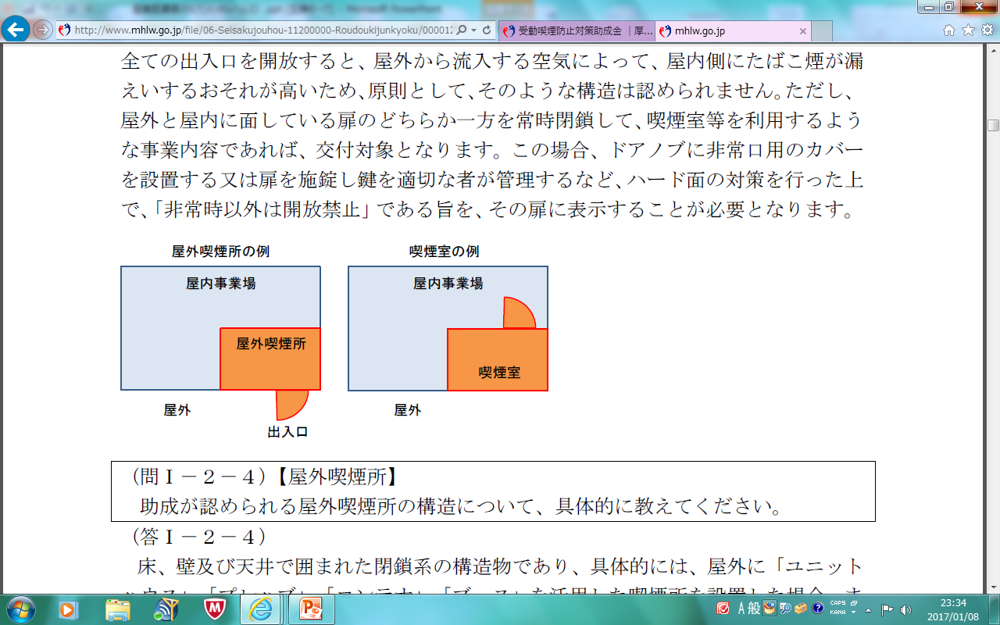 http://www.mhlw.go.jp/file/06-Seisakujouhou-11200000-Roudoukijunkyoku/00001
受動喫煙防止対策助成金 ｜厚...
mhlw.go.jp
全ての出入口を開放すると、屋外から流入する空気によって、屋内側にたばこ煙が漏
えいするおそれが高いため、原則として、そのような構造は認められません。ただし、
屋外と屋内に面している扉のどちらか一方を常時閉鎖して、喫煙室等を利用するよう
な事業内容であれば、交付対象となります。この場合、ドアノブに非常口用のカバー
を設置する又は扉を施錠し鍵を適切な者が管理するなど、ハード面の対策を行った上
で、「非常時以外は開放禁止」である旨を、その扉に表示することが必要となります。
屋外喫煙所の例
屋内事業場
屋外喫煙所
屋外
出入口
喫煙室の例
屋内事業場
喫煙室
屋外
（問Ⅰ－２－４）【屋外喫煙所】
助成が認められる屋外喫煙所の構造について、具体的に教えてください。
（答Ⅰ－２－４）
床、壁及び天井で囲まれた閉鎖系の構造物であり、具体的には、屋外に「ユニット
A 般
CAPS
KANA
23:34
2017/01/08